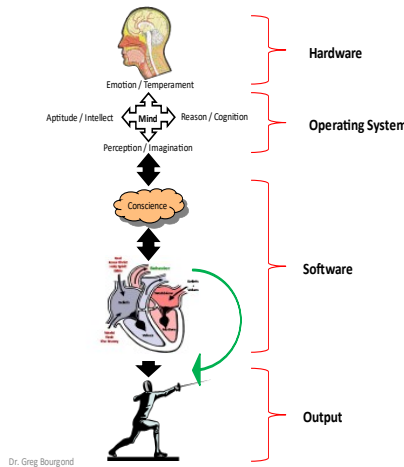 Hardware
Emotion / Temperament
Aptitude / Intellect
Mind
Reason / Cognition
Operating System
Perception / Imagination
Conscience
Software
Output
Dr. Greg Bourgond